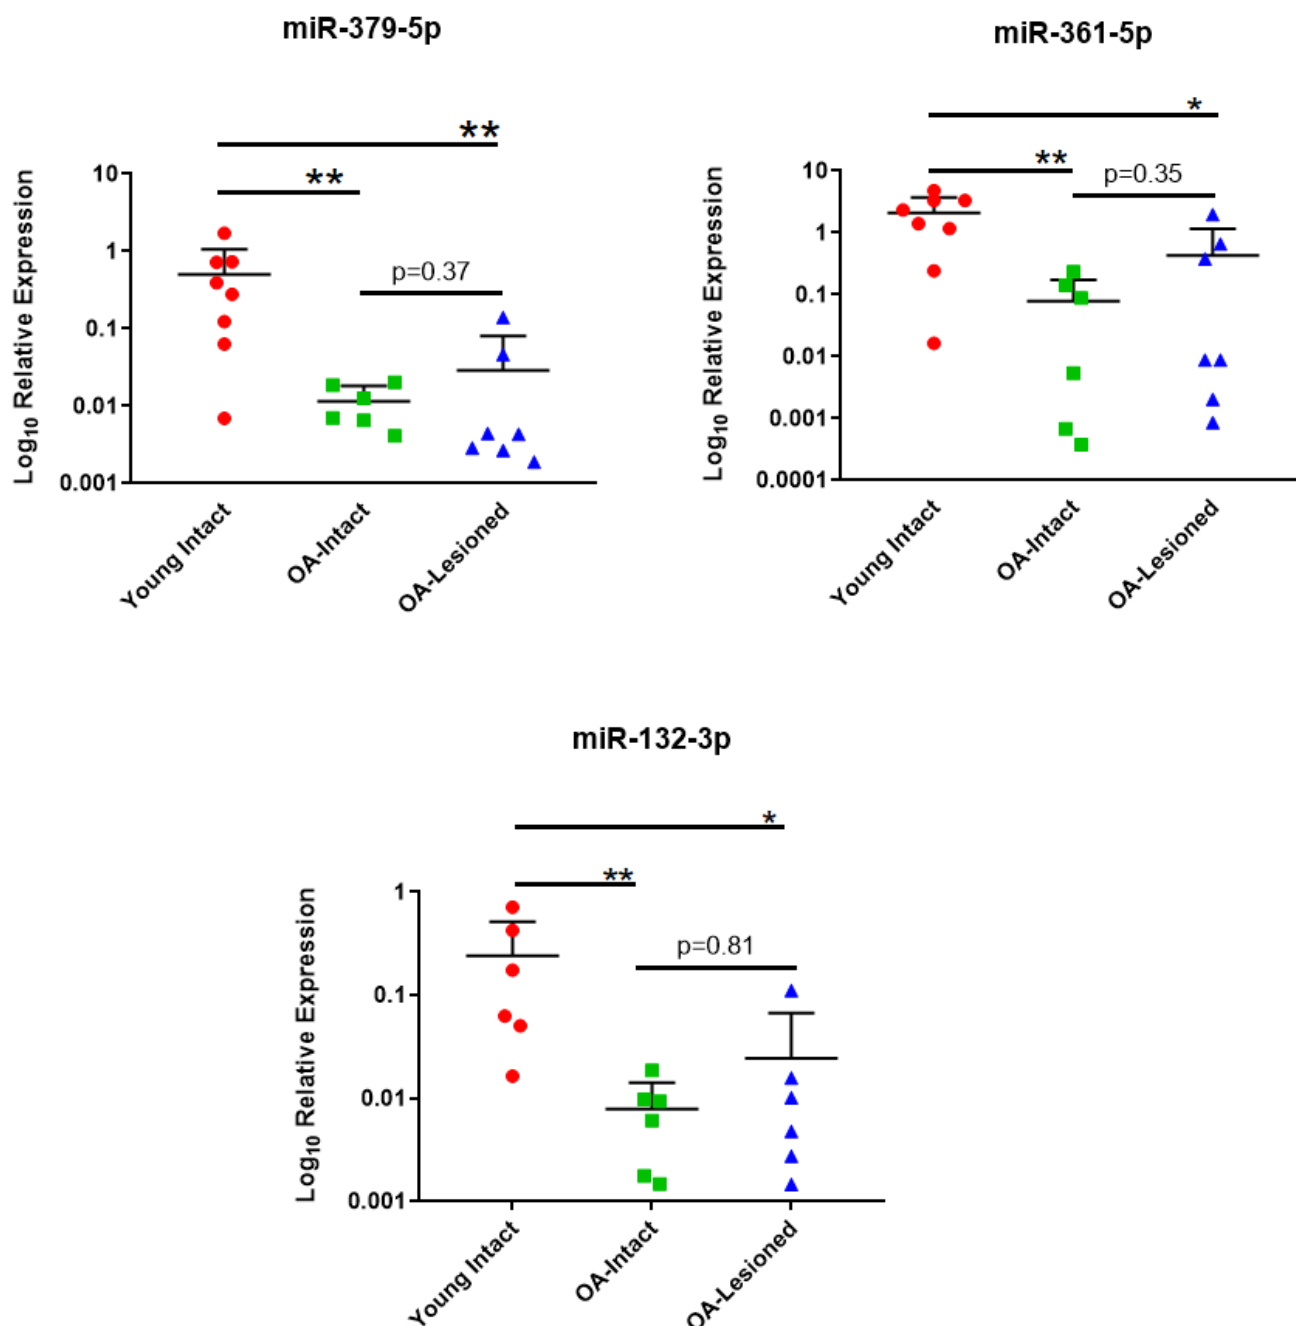 miR-379-5p
**
**
p=0.37
Log₁₀ Relative Expression
10
1
0.1
0.01
0.001
Young Intact
OA-Intact
OA-Lesioned
miR-361-5p
*
**
p=0.35
Log₁₀ Relative Expression
10
1
0.1
0.01
0.001
0.0001
Young Intact
OA-Intact
OA-Lesioned
miR-132-3p
*
**
p=0.81
Log₁₀ Relative Expression
1
0.1
0.01
0.001
Young Intact
OA-Intact
OA-Lesioned